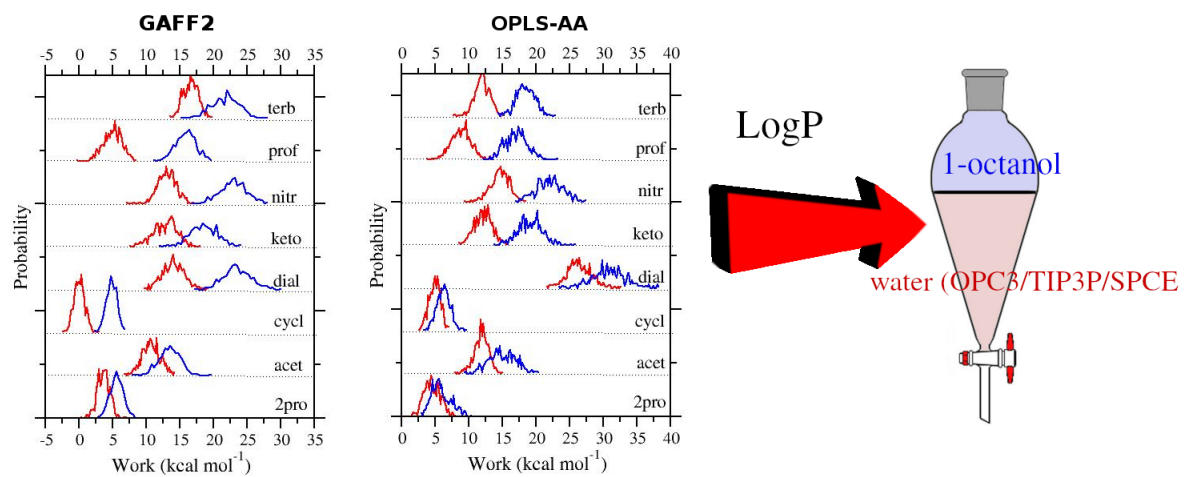 GAFF2
OPLS-AA
-5 0 5 10 15 20 25 30 35
0 5 10 15 20 25 30 35 40
Probability
terb
prof
nitr
keto
dial
cycl
acet
2pro
-5 0 5 10 15 20 25 30 35
Work (kcal mol-1)
Probability
terb
prof
nitr
keto
dial
cycl
acet
2pro
0 5 10 15 20 25 30 35 40
Work (kcal mol-1)
LogP
1-octanol
water (OPC3/TIP3P/SPCE